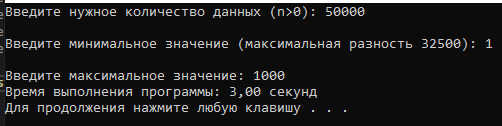 Введите нужное количество данных (n>0): 50000
Введите минимальное значение (максимальная разность 32500): 1
Введите максимальное значение: 1000
Время выполнения программы: 3,00 секунд
Для продолжения нажмите любую клавишу . . .